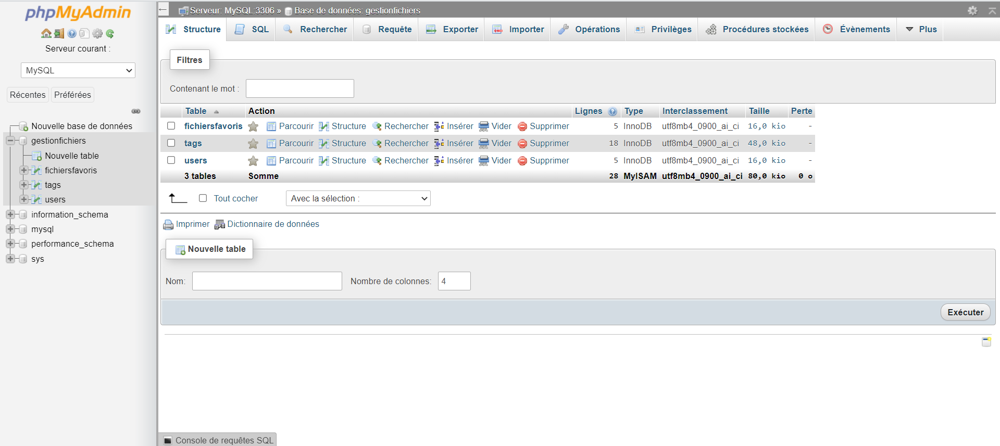 phpMyAdmin
Serveur courant :
MySQL
Récentes Préférées
Nouvelle base de données
gestionfichiers
Nouvelle table
fichiersfavoris
tags
users
information_schema
mysql
performance_schema
sys
Serveur: MySQL:3306 » Base de données: gestionfichiers
Structure SQL Rechercher Requête Exporter Importer Opérations Privilèges Procédures stockées Évènements Plus
Filtres
Contenant le mot :
Table Action Lignes Type Interclassement Taille Perte
fichiersfavoris Parcourir Structure Rechercher Insérer Vider Supprimer 5 InnoDB utf8mb4_0900_ai_ci 16,0 kio -
tags Parcourir Structure Rechercher Insérer Vider Supprimer 18 InnoDB utf8mb4_0900_ai_ci 48,0 kio -
users Parcourir Structure Rechercher Insérer Vider Supprimer 5 InnoDB utf8mb4_0900_ai_ci 16,0 kio -
3 tables Somme 28 MyISAM utf8mb4_0900_ai_ci 80,0 kio 0 o
Tout cocher Avec la sélection :
Imprimer Dictionnaire de données
Nouvelle table
Nom: Nombre de colonnes: 4
Exécuter
Console de requêtes SQL